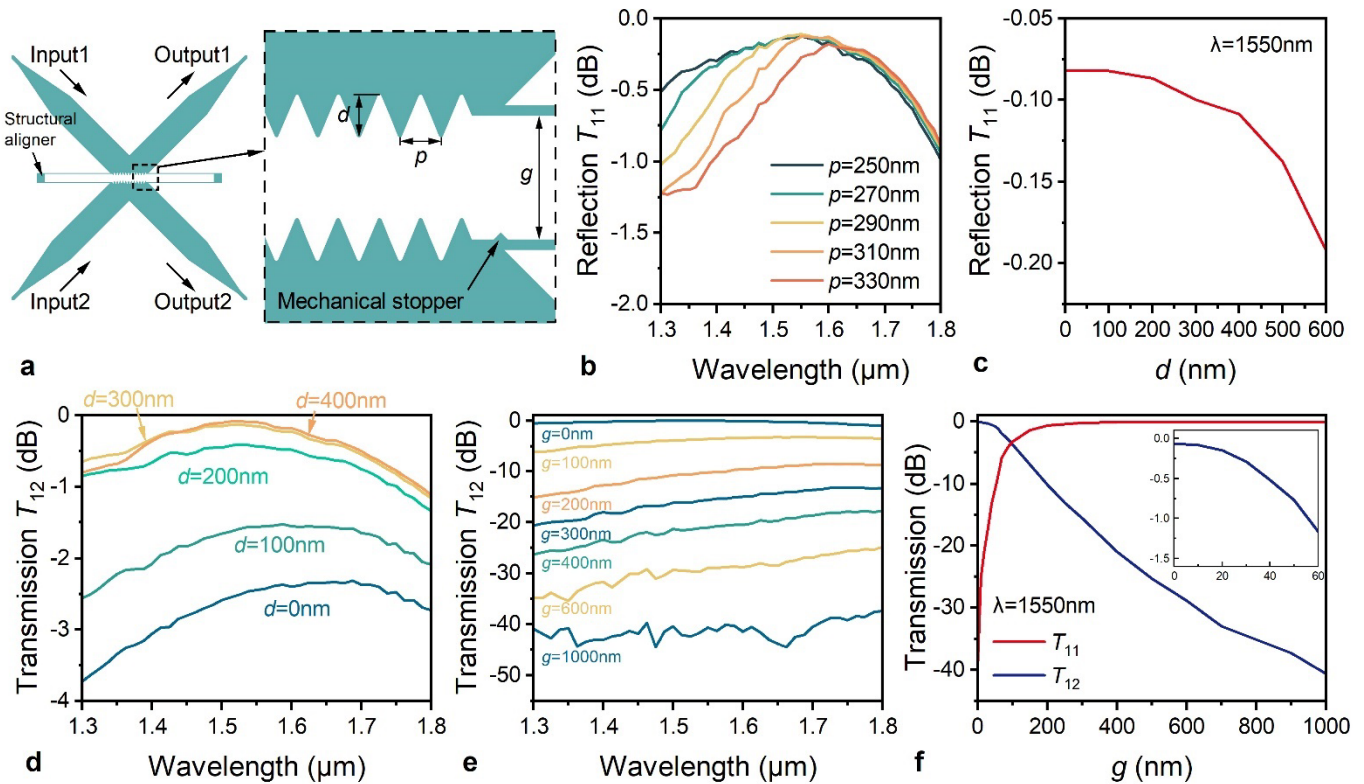 Input1
Output1
Structural
aligner
Input2
Output2
d
p
g
Mechanical stopper
a
Reflection T11 (dB)
0.0
-0.5
-1.0
-1.5
-2.0
p=250nm
p=270nm
p=290nm
p=310nm
p=330nm
1.3 1.4 1.5 1.6 1.7 1.8
Wavelength (μm)
b
Reflection T11 (dB)
-0.05
-0.10
-0.15
-0.20
λ=1550nm
0 100 200 300 400 500 600
d (nm)
c
Transmission T12 (dB)
0
-1
-2
-3
-4
d=300nm
d=400nm
d=200nm
d=100nm
d=0nm
1.3 1.4 1.5 1.6 1.7 1.8
Wavelength (μm)
d
Transmission T12 (dB)
0
-10
-20
-30
-40
-50
g=0nm
g=100nm
g=200nm
g=300nm
g=400nm
g=600nm
g=1000nm
1.3 1.4 1.5 1.6 1.7 1.8
Wavelength (μm)
e
Transmission (dB)
0
-10
-20
-30
-40
0.0
-0.5
-1.0
-1.5
0 20 40 60
λ=1550nm
T11
T12
0 200 400 600 800 1000
g (nm)
f